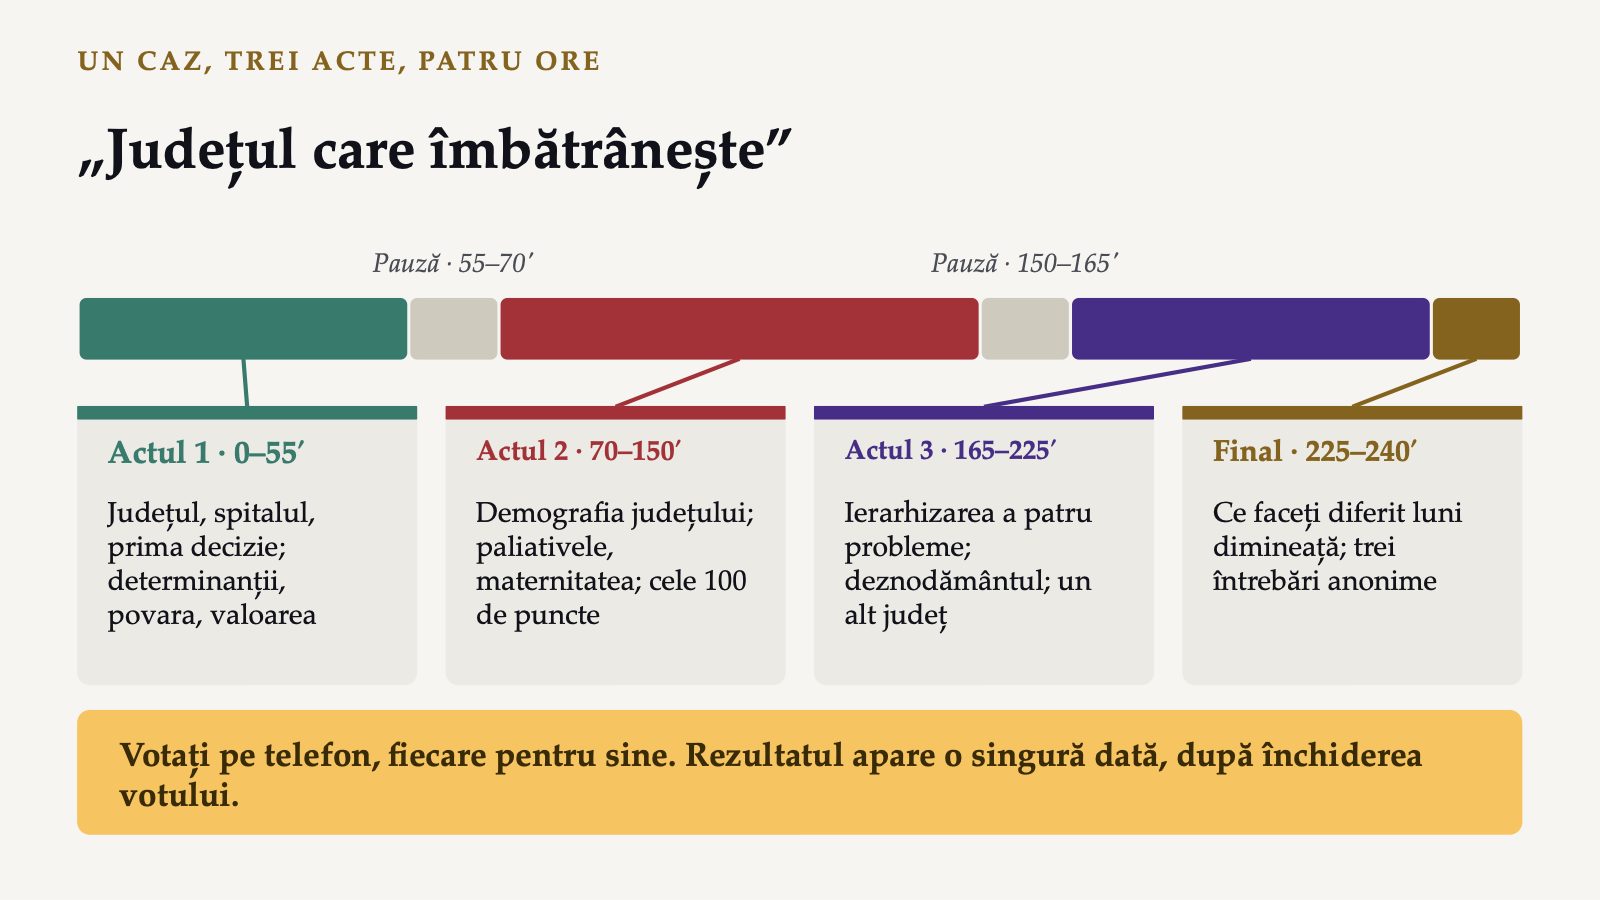 UN CAZ, TREI ACTE, PATRU ORE
„Județul care îmbătrânește”
Pauză · 55–70′
Pauză · 150–165′
Actul 1 · 0–55′
Județul, spitalul,
prima decizie;
determinanții,
povara, valoarea
Actul 2 · 70–150′
Demografia județului;
paliativele,
maternitatea; cele 100
de puncte
Actul 3 · 165–225′
Ierarhizarea a patru
probleme;
deznodământul; un
alt județ
Final · 225–240′
Ce faceți diferit luni
dimineață; trei
întrebări anonime
Votați pe telefon, fiecare pentru sine. Rezultatul apare o singură dată, după închiderea
votului.